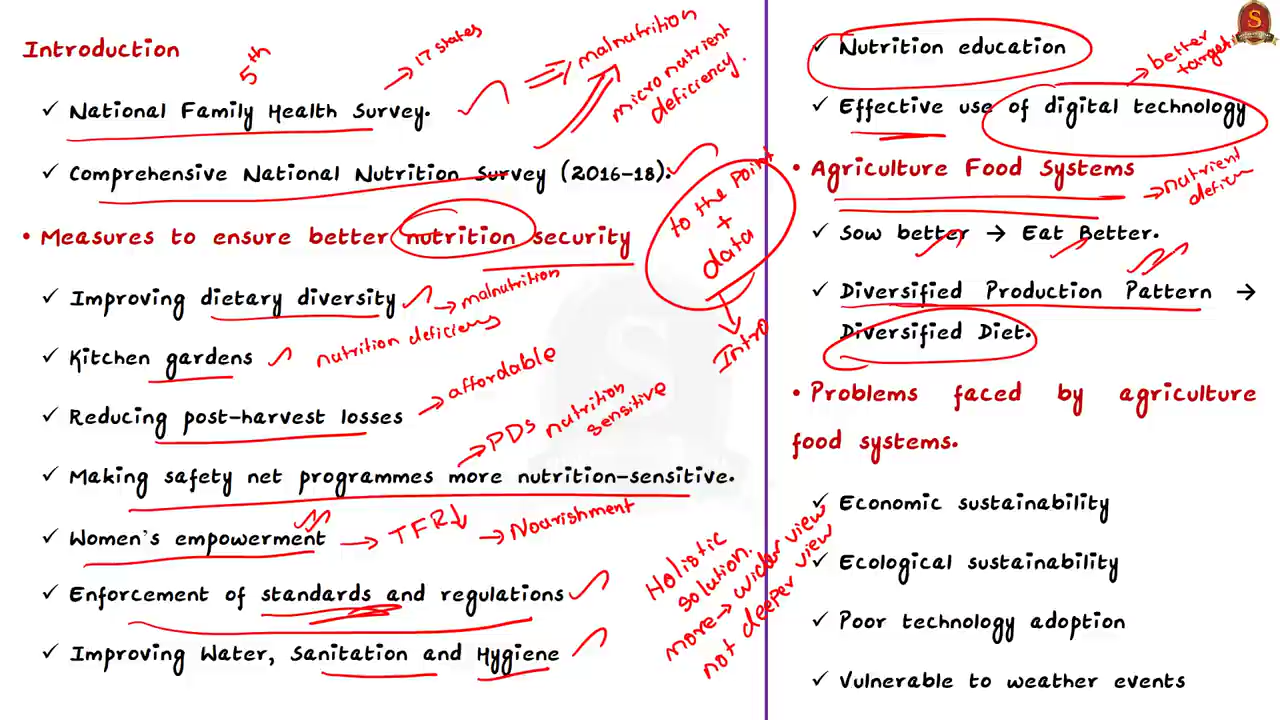 Introduction
5th
→ 17 states
✓ National Family Health Survey.
⇒ malnutrition
micro nutrient
deficiency.
✓ Comprehensive National Nutrition Survey (2016-18).
to the point
+
data
↓
Intro
• Measures to ensure better nutrition security
✓ Improving dietary diversity
→ malnutrition
✓ Kitchen gardens
nutrition
✓ Reducing post-harvest losses
→ affordable
→ PDS nutrition
sensitive
✓ Making safety net programmes more nutrition-sensitive.
✓ Women's empowerment
→ TFR↓
→ Nourishment
✓ Enforcement of standards and regulations
✓ Improving Water, Sanitation and Hygiene
Holistic
solution.
more → wider view
not deeper view
S
✓ Nutrition education
→ better
target
✓ Effective use of digital technology
• Agriculture Food Systems
→ nutrient
✓ Sow better → Eat Better.
✓ Diversified Production Pattern →
Diversified Diet.
• Problems faced by agriculture
food systems.
✓ Economic sustainability
✓ Ecological sustainability
✓ Poor technology adoption
✓ Vulnerable to weather events